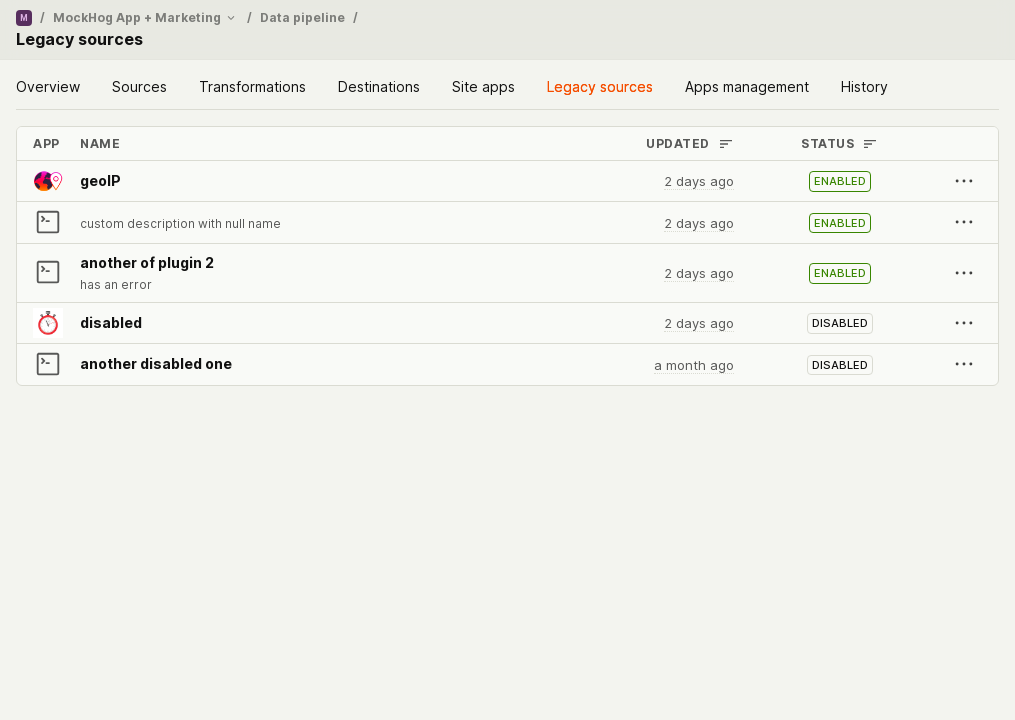 M / MockHog App + Marketing / Data pipeline /
Legacy sources
Overview Sources Transformations Destinations Site apps Legacy sources Apps management History
APP NAME UPDATED STATUS
geoIP 2 days ago ENABLED
custom description with null name 2 days ago ENABLED
another of plugin 2 2 days ago ENABLED
has an error
disabled 2 days ago DISABLED
another disabled one a month ago DISABLED